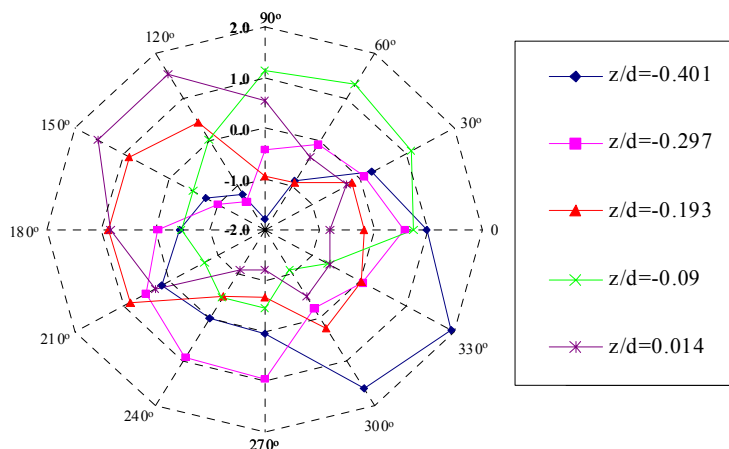 90º
2.0
120º
60º
1.0
150º
30º
0.0
-1.0
180º
-2.0
0
210º
330º
240º
300º
270º
z/d=-0.401
z/d=-0.297
z/d=-0.193
z/d=-0.09
z/d=0.014